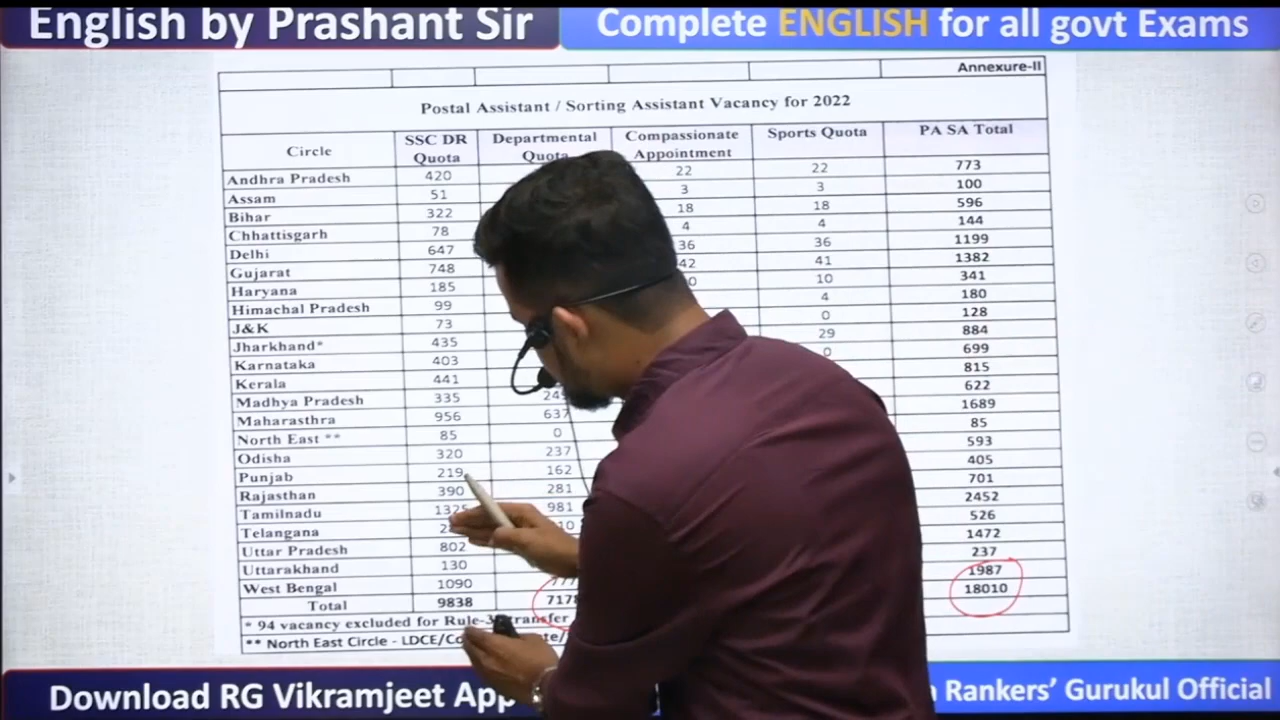 English by Prashant Sir
Complete ENGLISH for all govt Exams
Annexure-II
Postal Assistant / Sorting Assistant Vacancy for 2022
Circle SSC DR Quota Departmental Quota Compassionate Appointment Sports Quota PA SA Total
Andhra Pradesh 420 22 22 773
Assam 51 3 3 100
Bihar 322 18 18 596
Chhattisgarh 78 4 4 144
Delhi 647 36 36 1199
Gujarat 748 42 41 1382
Haryana 185 10 341
Himachal Pradesh 99 4 180
J&K 73 0 128
Jharkhand* 435 29 884
Karnataka 403 0 699
Kerala 441 815
Madhya Pradesh 335 622
Maharasthra 956 637 1689
North East ** 85 0 85
Odisha 320 237 593
Punjab 219 162 405
Rajasthan 390 281 701
Tamilnadu 1325 981 2452
Telangana 526
Uttar Pradesh 802 1472
Uttarakhand 130 237
West Bengal 1090 777 1987
Total 9838 7178 18010
* 94 vacancy excluded for Rule-3 transfer
** North East Circle - LDCE/
Download RG Vikramjeet App
Rankers' Gurukul Official